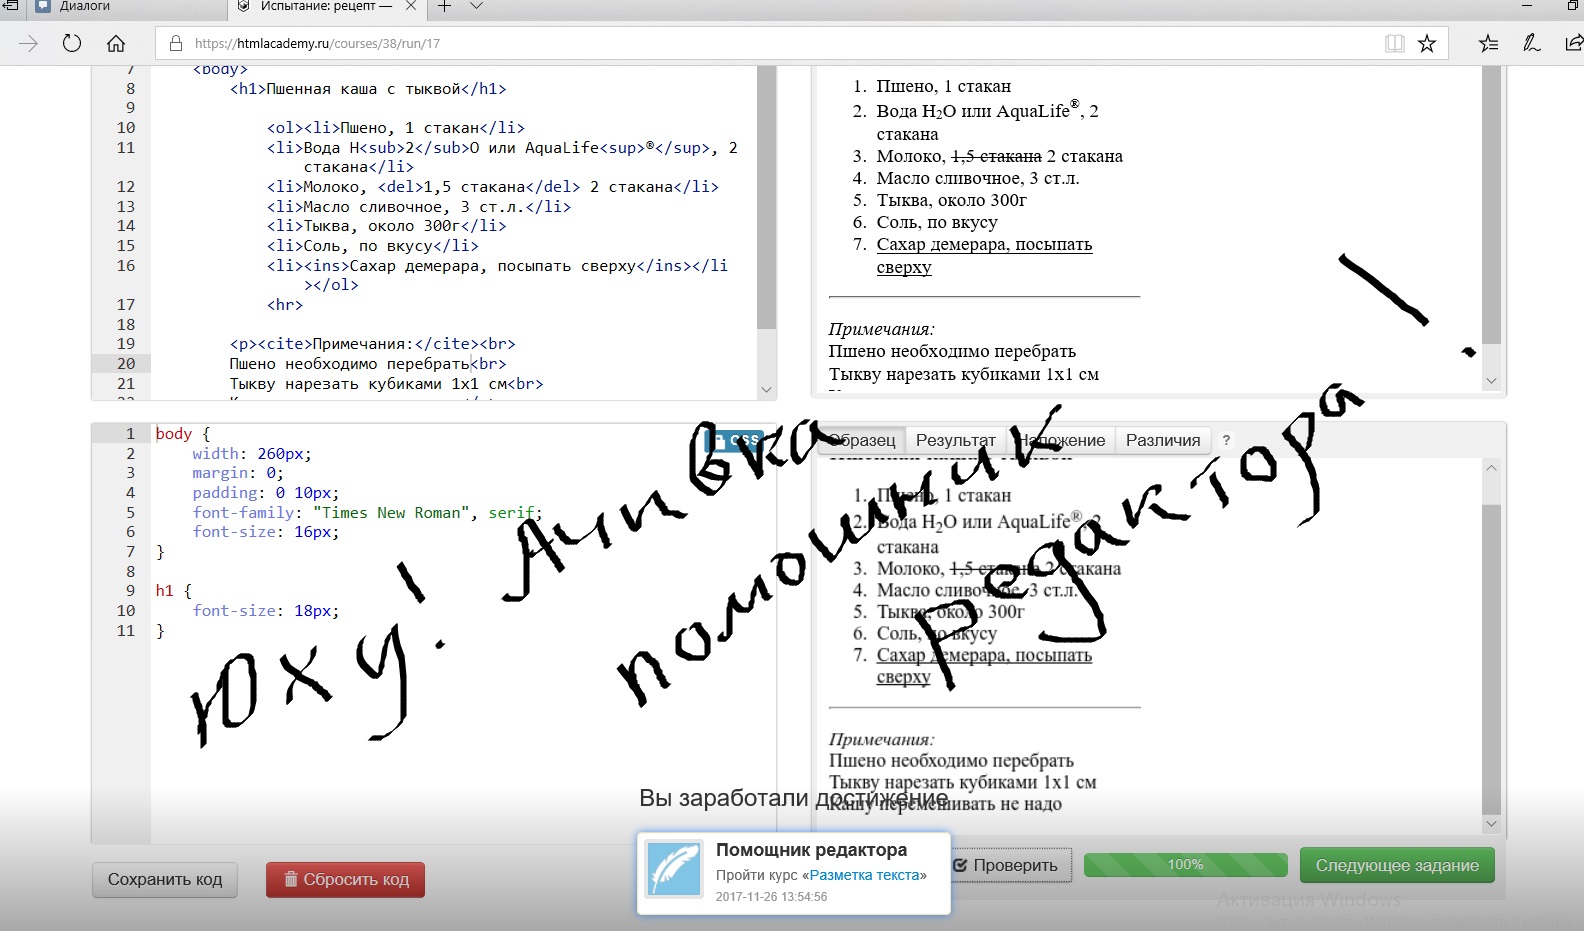 Диалоги
Испытание: рецепт —
https://htmlacademy.ru/courses/38/run/17
7 <body>
8 <h1>Пшенная каша с тыквой</h1>
9
10 <ol><li>Пшено, 1 стакан</li>
11 <li>Вода H<sub>2</sub>O или AquaLife<sup>®</sup>, 2
стакана</li>
12 <li>Молоко, <del>1,5 стакана</del> 2 стакана</li>
13 <li>Масло сливочное, 3 ст.л.</li>
14 <li>Тыква, около 300г</li>
15 <li>Соль, по вкусу</li>
16 <li><ins>Сахар демерара, посыпать сверху</ins></li
></ol>
17 <hr>
18
19 <p><cite>Примечания:</cite><br>
20 Пшено необходимо перебрать<br>
21 Тыкву нарезать кубиками 1x1 см<br>
1. Пшено, 1 стакан
2. Вода H2O или AquaLife®, 2
стакана
3. Молоко, 1,5 стакана 2 стакана
4. Масло сливочное, 3 ст.л.
5. Тыква, около 300г
6. Соль, по вкусу
7. Сахар демерара, посыпать
сверху
Примечания:
Пшено необходимо перебрать
Тыкву нарезать кубиками 1x1 см
1 body {
2 width: 260px;
3 margin: 0;
4 padding: 0 10px;
5 font-family: "Times New Roman", serif;
6 font-size: 16px;
7 }
8
9 h1 {
10 font-size: 18px;
11 }
CSS
Образец Результат Наложение Различия ?
1. Пшено, 1 стакан
2. Вода H2O или AquaLife®, 2
стакана
3. Молоко, 1,5 стакана 2 стакана
4. Масло сливочное, 3 ст.л.
5. Тыква, около 300г
6. Соль, по вкусу
7. Сахар демерара, посыпать
сверху
Примечания:
Пшено необходимо перебрать
Тыкву нарезать кубиками 1x1 см
Кашу перемешивать не надо
Юху!
помошник
редактора!
Вы заработали достижение
Помощник редактора
Пройти курс «Разметка текста»
2017-11-26 13:54:56
Сохранить код Сбросить код Проверить 100% Следующее задание
Активация Windows